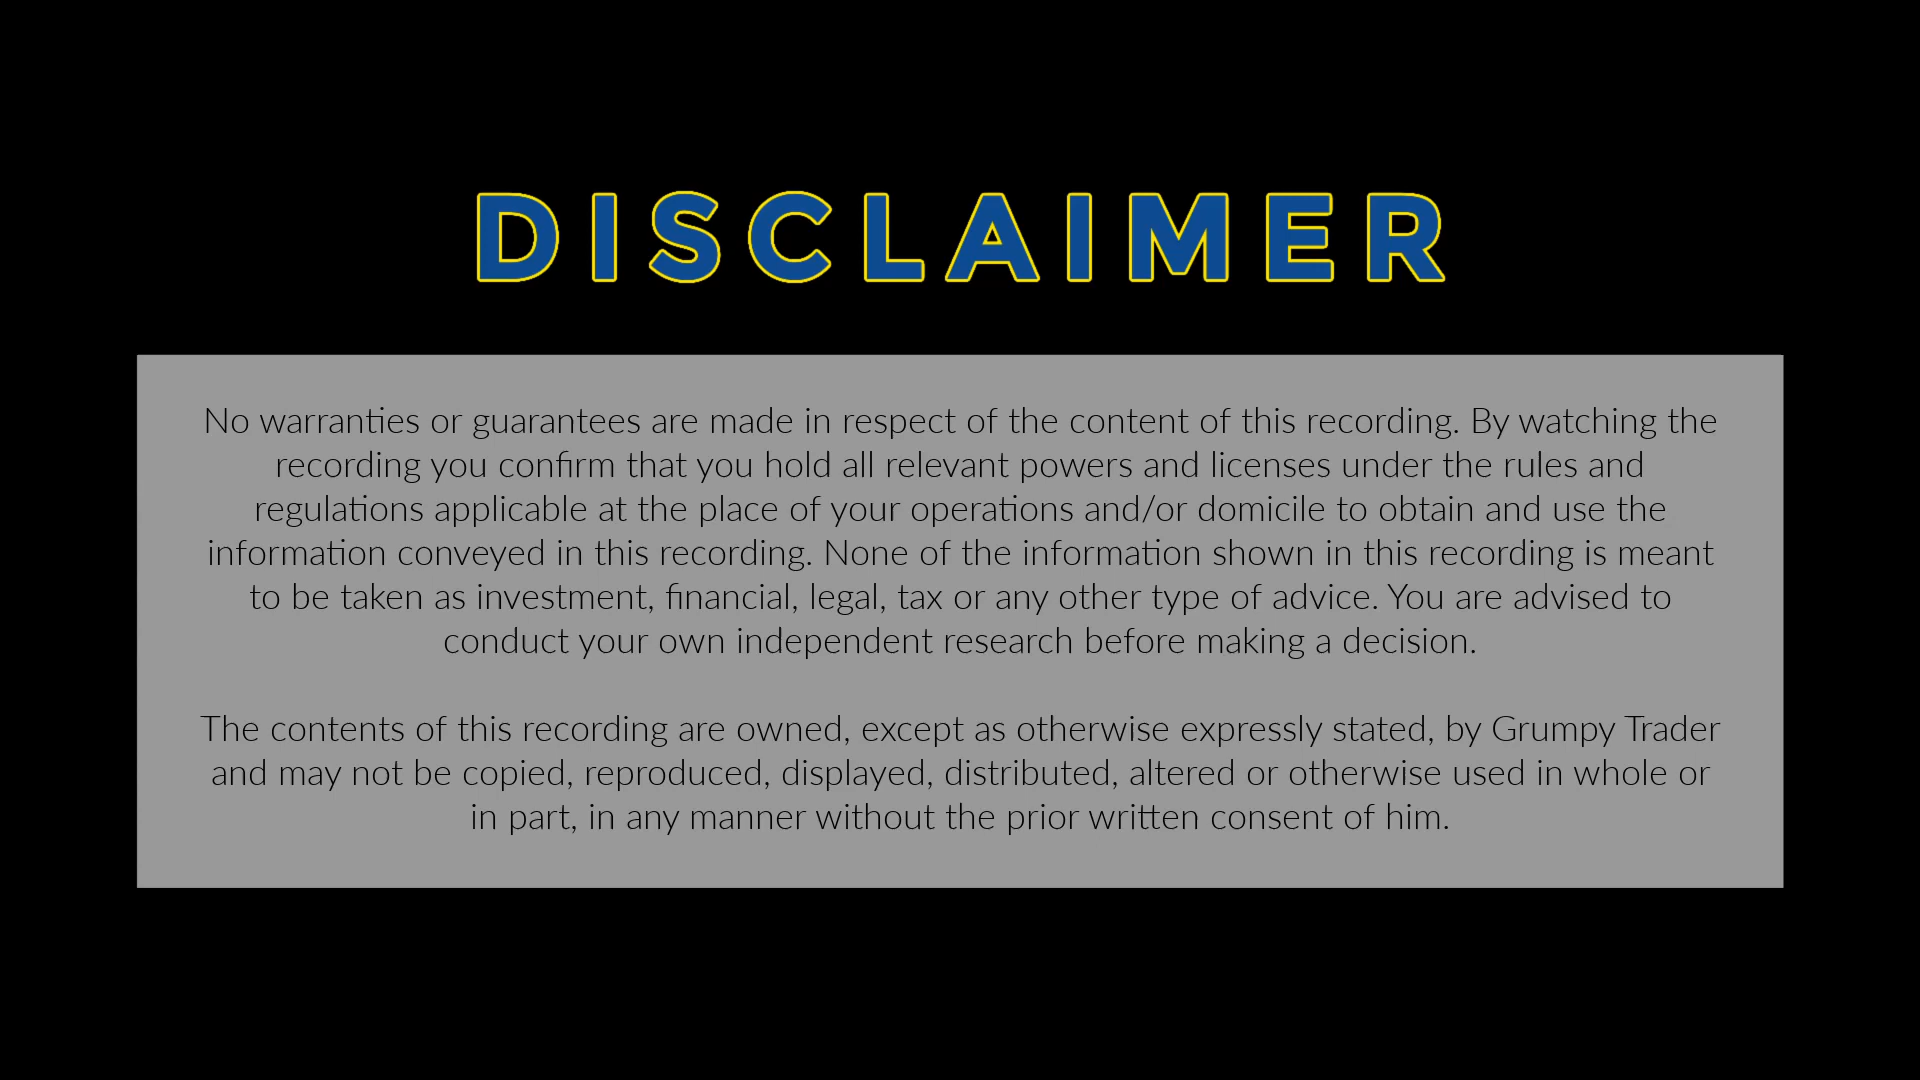 DISCLAIMER
No warranties or guarantees are made in respect of the content of this recording. By watching the
recording you confirm that you hold all relevant powers and licenses under the rules and
regulations applicable at the place of your operations and/or domicile to obtain and use the
information conveyed in this recording. None of the information shown in this recording is meant
to be taken as investment, financial, legal, tax or any other type of advice. You are advised to
conduct your own independent research before making a decision.
The contents of this recording are owned, except as otherwise expressly stated, by Grumpy Trader
and may not be copied, reproduced, displayed, distributed, altered or otherwise used in whole or
in part, in any manner without the prior written consent of him.